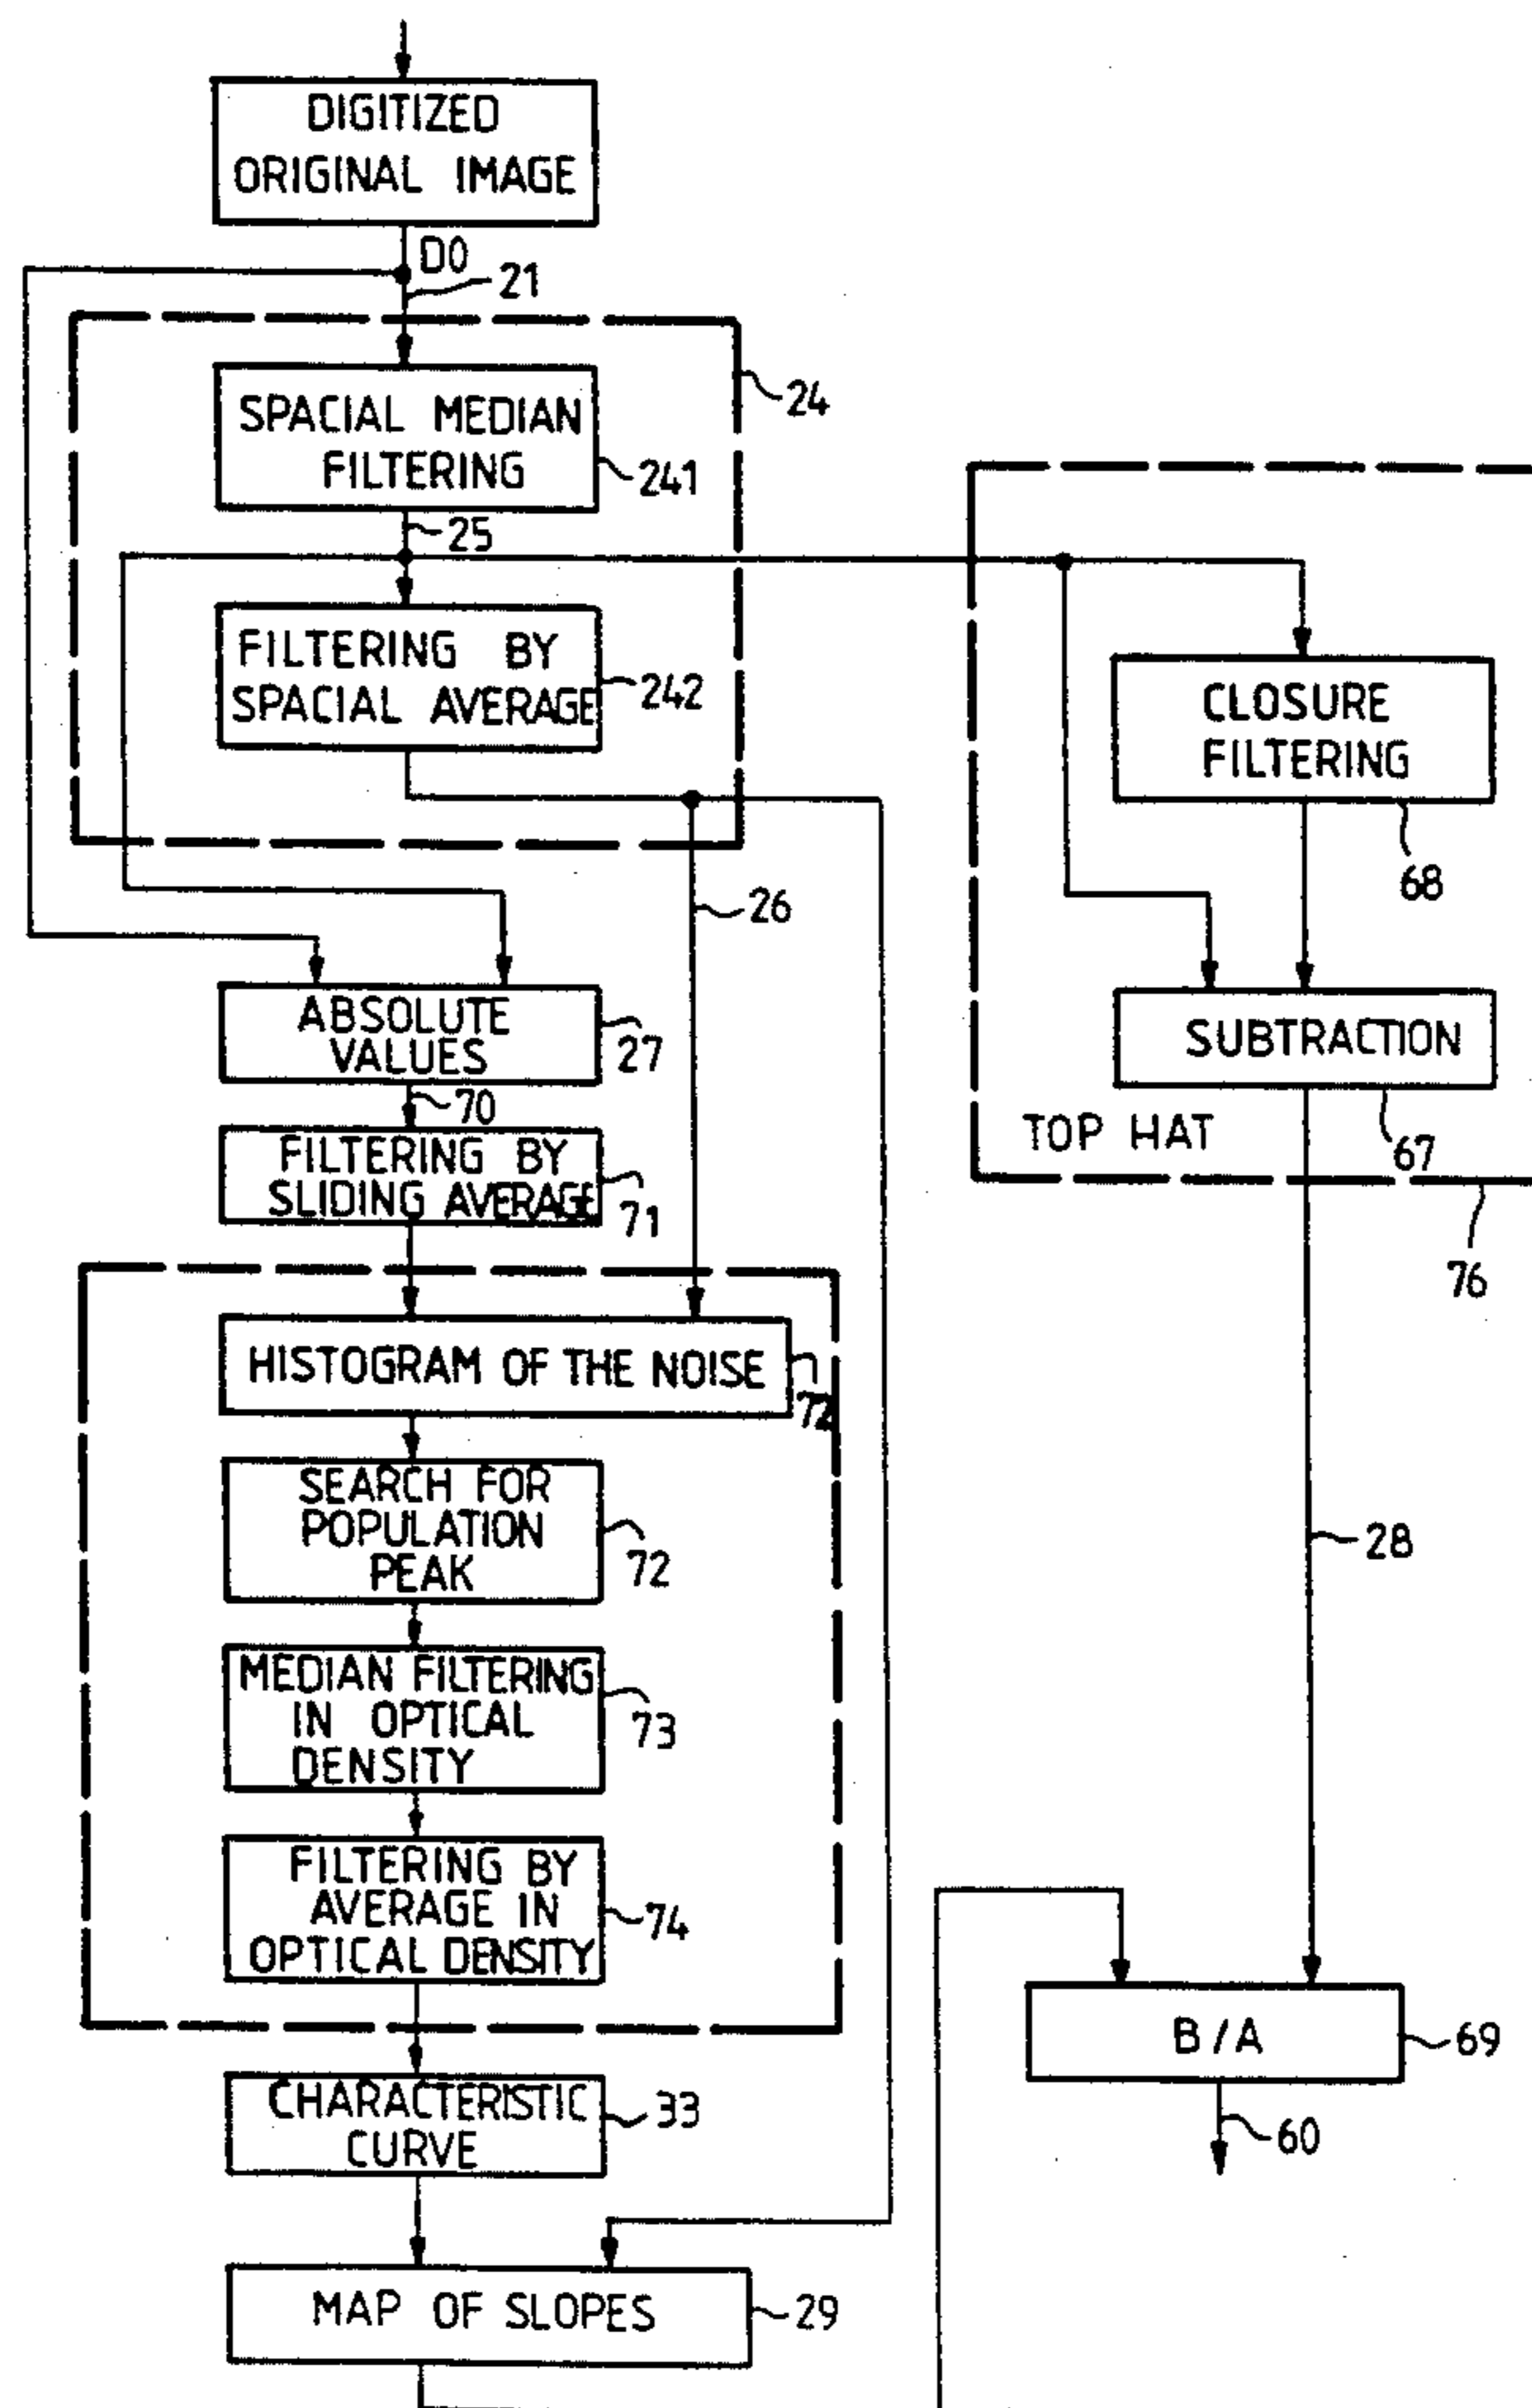 DIGITIZED
ORIGINAL IMAGE
D0
21
24
SPACIAL MEDIAN
FILTERING
241
25
FILTERING BY
SPACIAL AVERAGE
242
CLOSURE
FILTERING
68
26
ABSOLUTE
VALUES
27
SUBTRACTION
67
TOP HAT
76
70
FILTERING BY
SLIDING AVERAGE
71
HISTOGRAM OF THE NOISE
72
SEARCH FOR
POPULATION
PEAK
72
28
MEDIAN FILTERING
IN OPTICAL
DENSITY
73
FILTERING BY
AVERAGE IN
OPTICAL DENSITY
74
B/A
69
60
CHARACTERISTIC
CURVE
33
MAP OF SLOPES
29